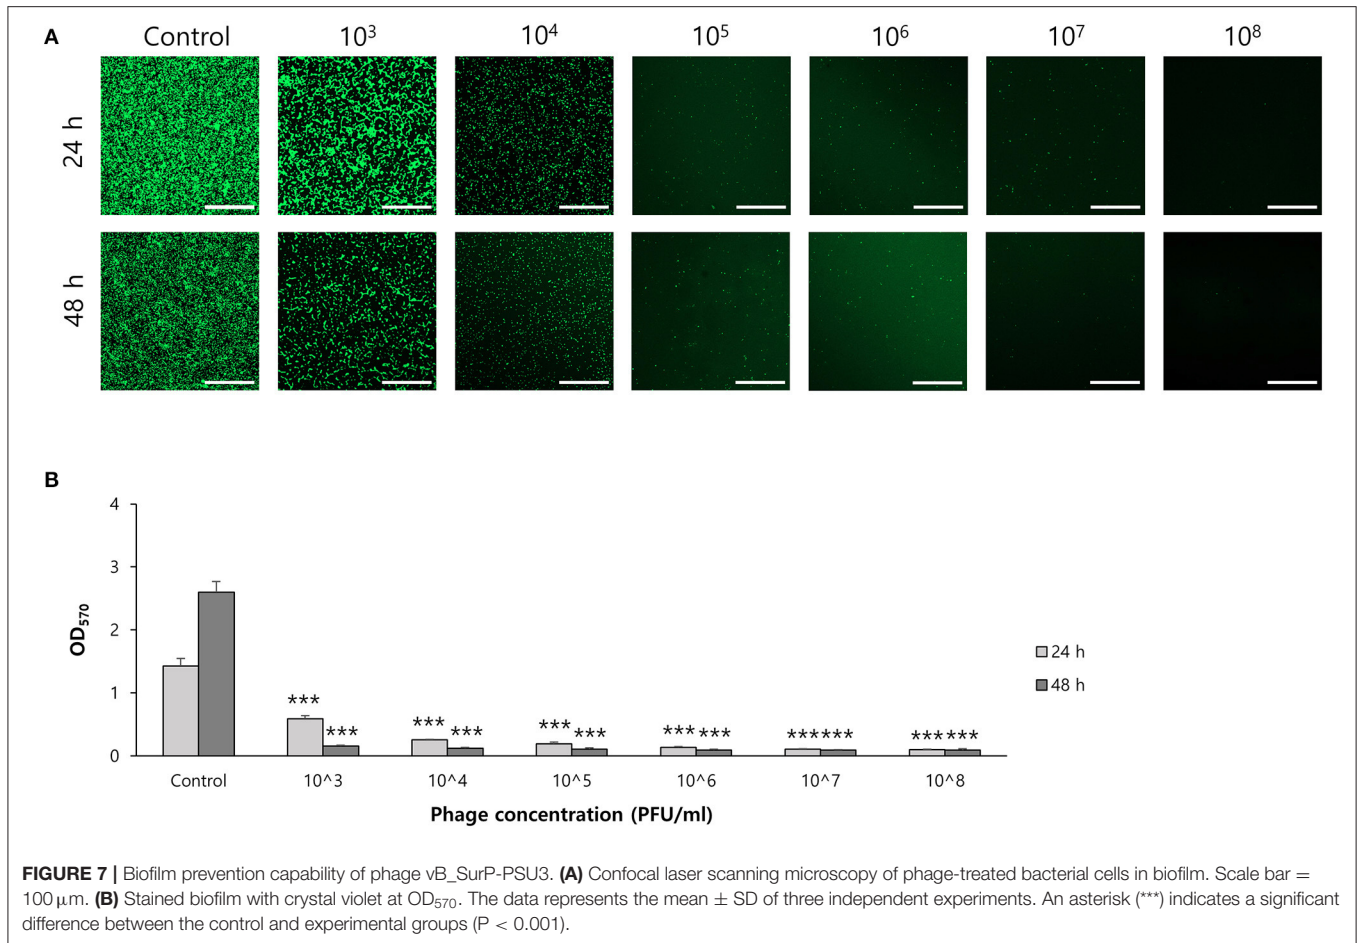 A
Control 10³ 10⁴ 10⁵ 10⁶ 10⁷ 10⁸
24 h
48 h
B
4
3
2
1
0
OD₅₇₀
***
***
***
***
***
***
***
***
***
***
***
***
24 h
48 h
Control 10^3 10^4 10^5 10^6 10^7 10^8
Phage concentration (PFU/ml)
FIGURE 7 | Biofilm prevention capability of phage vB_SurP-PSU3. (A) Confocal laser scanning microscopy of phage-treated bacterial cells in biofilm. Scale bar =
100 μm. (B) Stained biofilm with crystal violet at OD₅₇₀. The data represents the mean ± SD of three independent experiments. An asterisk (***) indicates a significant
difference between the control and experimental groups (P < 0.001).